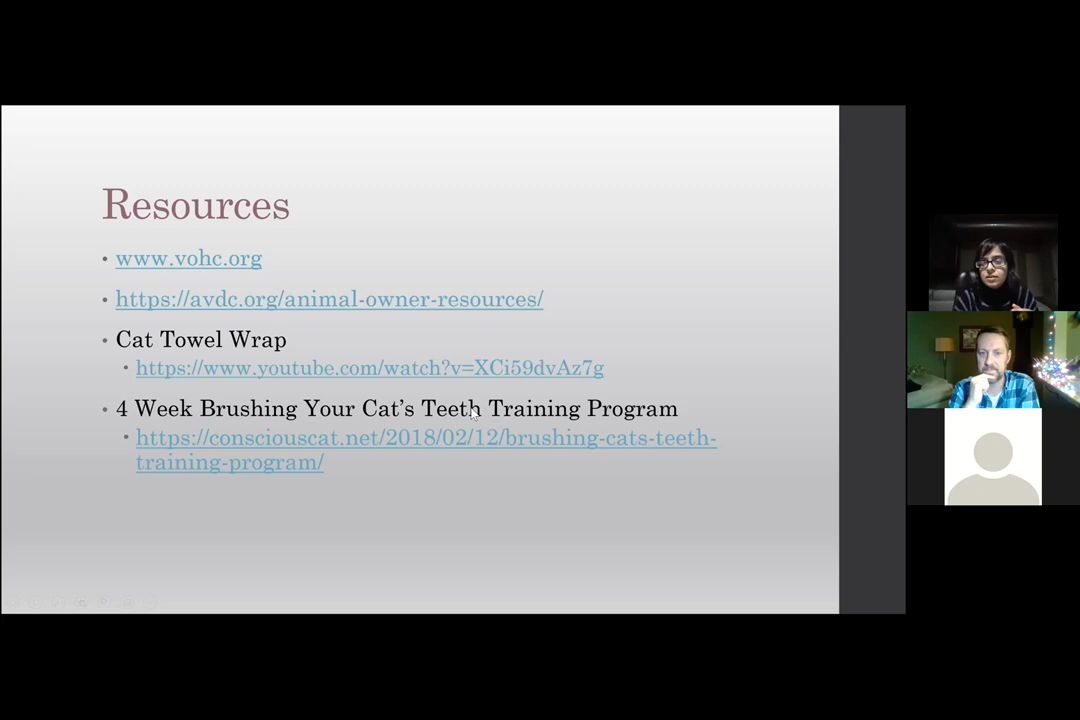 Resources
• www.vohc.org
• https://avdc.org/animal-owner-resources/
• Cat Towel Wrap
• https://www.youtube.com/watch?v=XCi59dvAz7g
• 4 Week Brushing Your Cat’s Teeth Training Program
• https://consciouscat.net/2018/02/12/brushing-cats-teeth-
training-program/